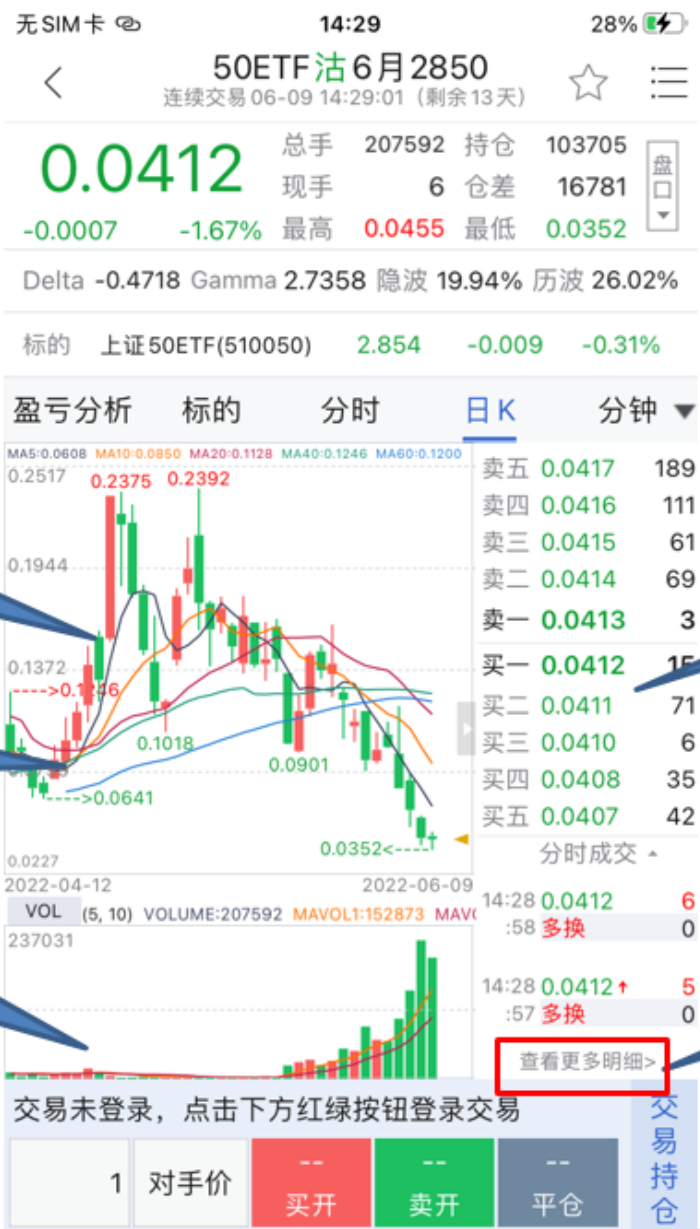 无SIM卡 14:29 28%
50ETF沽6月2850
连续交易 06-09 14:29:01（剩余13天）
0.0412 总手 207592 持仓 103705 盘口
现手 6 仓差 16781
-0.0007 -1.67% 最高 0.0455 最低 0.0352
Delta -0.4718 Gamma 2.7358 隐波 19.94% 历波 26.02%
标的 上证50ETF(510050) 2.854 -0.009 -0.31%
盈亏分析 标的 分时 日K 分钟
MA5:0.0608 MA10:0.0850 MA20:0.1128 MA40:0.1246 MA60:0.1200
0.2517
0.2375 0.2392
0.1944
0.1372
---->0.1246
0.1018
0.0901
---->0.0641
0.0352<----
0.0227
2022-04-12 2022-06-09
卖五 0.0417 189
卖四 0.0416 111
卖三 0.0415 61
卖二 0.0414 69
卖一 0.0413 3
买一 0.0412 15
买二 0.0411 71
买三 0.0410 6
买四 0.0408 35
买五 0.0407 42
分时成交
14:28 0.0412 6
:58 多换 0
14:28 0.0412↑ 5
:57 多换 0
查看更多明细>
VOL (5, 10) VOLUME:207592 MAVOL1:152873
237031
交易未登录，点击下方红绿按钮登录交易
1 对手价 -- 买开 -- 卖开 -- 平仓
交易持仓